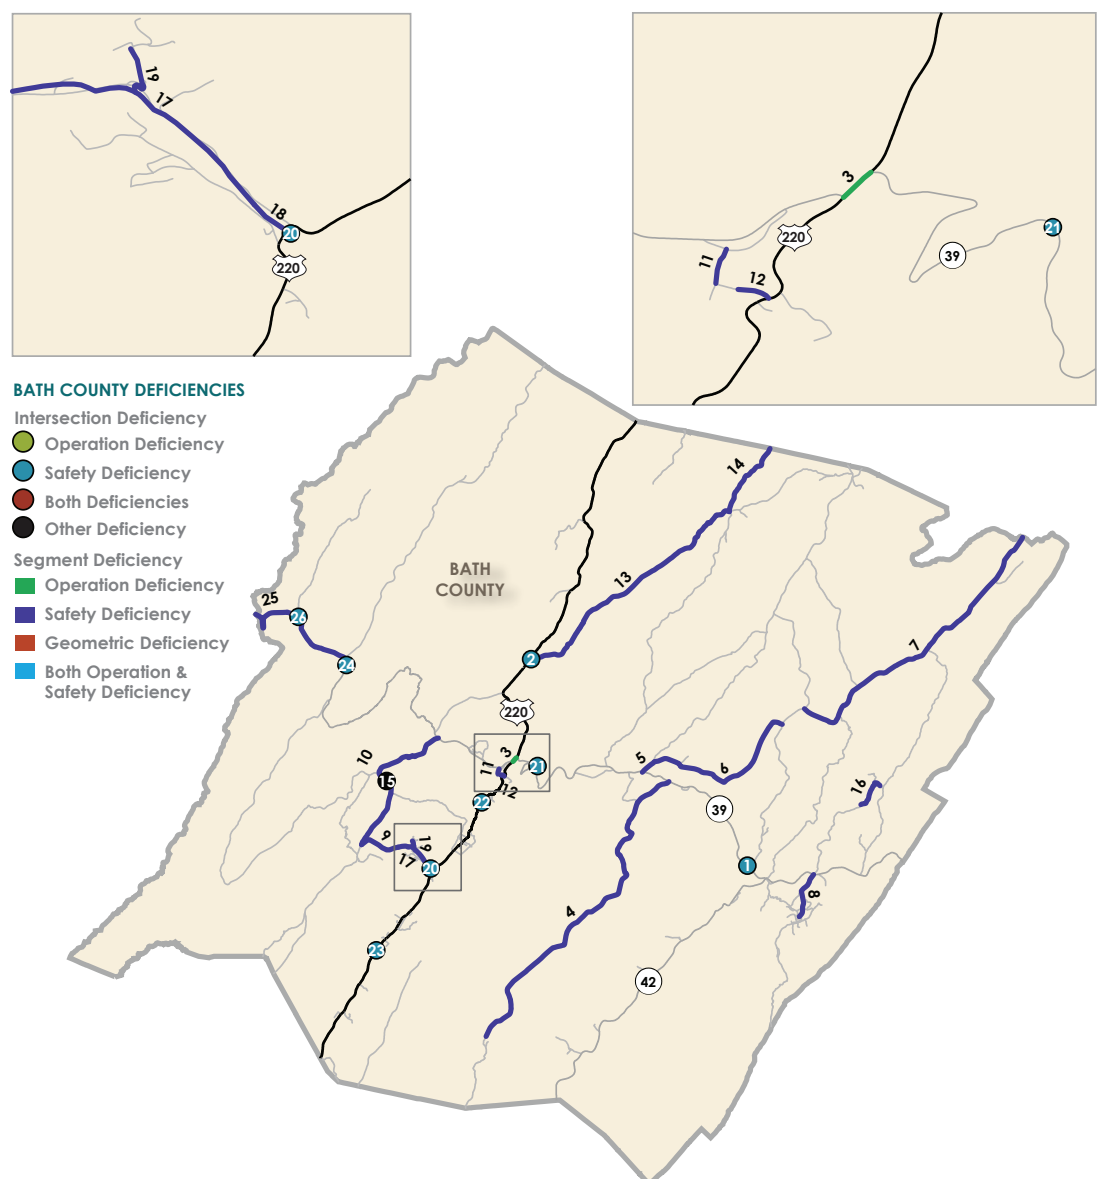 19
17
18
20
220
3
220
21
39
11
12
BATH COUNTY DEFICIENCIES
Intersection Deficiency
Operation Deficiency
Safety Deficiency
Both Deficiencies
Other Deficiency
Segment Deficiency
Operation Deficiency
Safety Deficiency
Geometric Deficiency
Both Operation &
Safety Deficiency
14
BATH
COUNTY
13
25
26
24
2
7
220
10
3
5
6
21
11
15
12
16
22
39
9
19
17
20
1
8
4
23
42